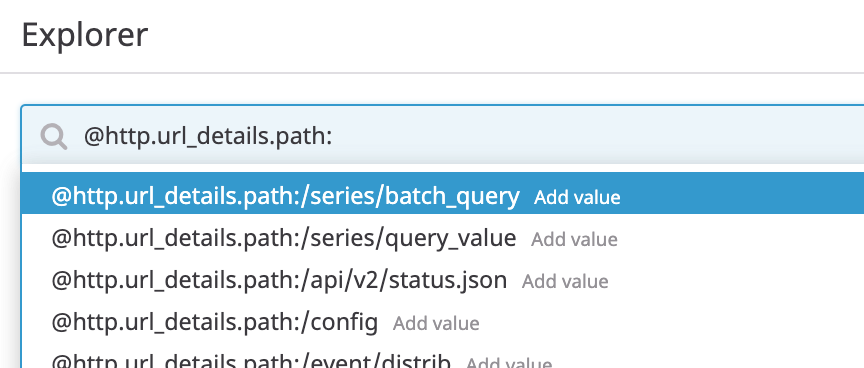 Explorer
@http.url_details.path:
@http.url_details.path:/series/batch_query Add value
@http.url_details.path:/series/query_value Add value
@http.url_details.path:/api/v2/status.json Add value
@http.url_details.path:/config Add value
@http.url_details.path:/event/distrib Add value